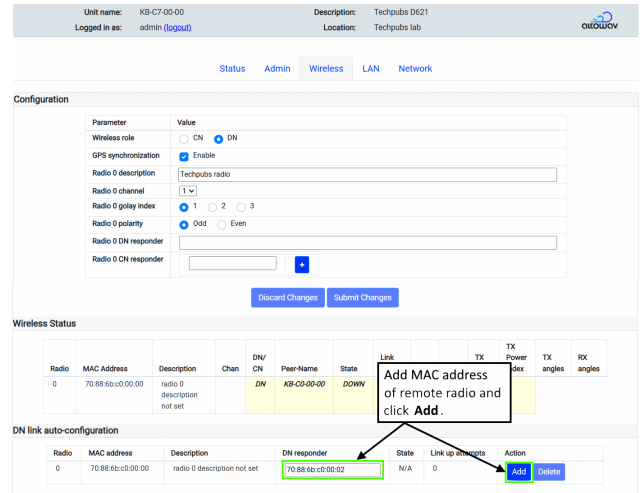 Unit name: KB-C7-00-00 Description: Techpubs D621
Logged in as: admin (logout) Location: Techpubs lab
altowav
Status Admin Wireless LAN Network
Configuration
Parameter Value
Wireless role CN DN
GPS synchronization Enable
Radio 0 description Techpubs radio
Radio 0 channel 1
Radio 0 golay index 1 2 3
Radio 0 polarity Odd Even
Radio 0 DN responder
Radio 0 CN responder +
Discard Changes Submit Changes
Wireless Status
TX
DN/ Link TX Power TX RX
Radio MAC Address Description Chan CN Peer-Name State angles angles
0 70:88:6b:c0:00:00 radio 0 DN KB-C0-00-00 DOWN
description
not set
Add MAC address
of remote radio and
click Add.
DN link auto-configuration
Radio MAC address Description DN responder State Link up attempts Action
0 70:88:6b:c0:00:00 radio 0 description not set 70:88:6b:c0:00:02 N/A 0 Add Delete